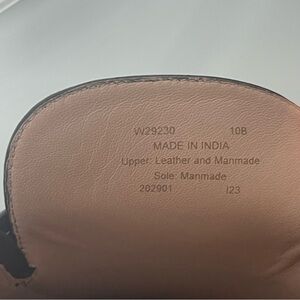 W29230 10B
MADE IN INDIA
Upper: Leather and Manmade
Sole: Manmade
202901 I23